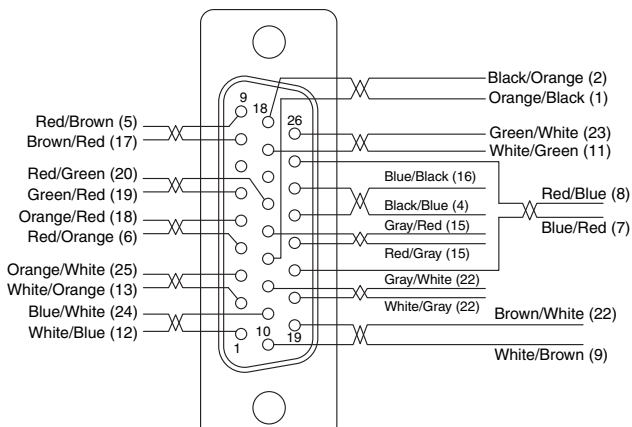 9
18
26
1
10
19
Red/Brown (5)
Brown/Red (17)
Red/Green (20)
Green/Red (19)
Orange/Red (18)
Red/Orange (6)
Orange/White (25)
White/Orange (13)
Blue/White (24)
White/Blue (12)
Black/Orange (2)
Orange/Black (1)
Green/White (23)
White/Green (11)
Blue/Black (16)
Black/Blue (4)
Gray/Red (15)
Red/Gray (15)
Gray/White (22)
White/Gray (22)
Red/Blue (8)
Blue/Red (7)
Brown/White (22)
White/Brown (9)